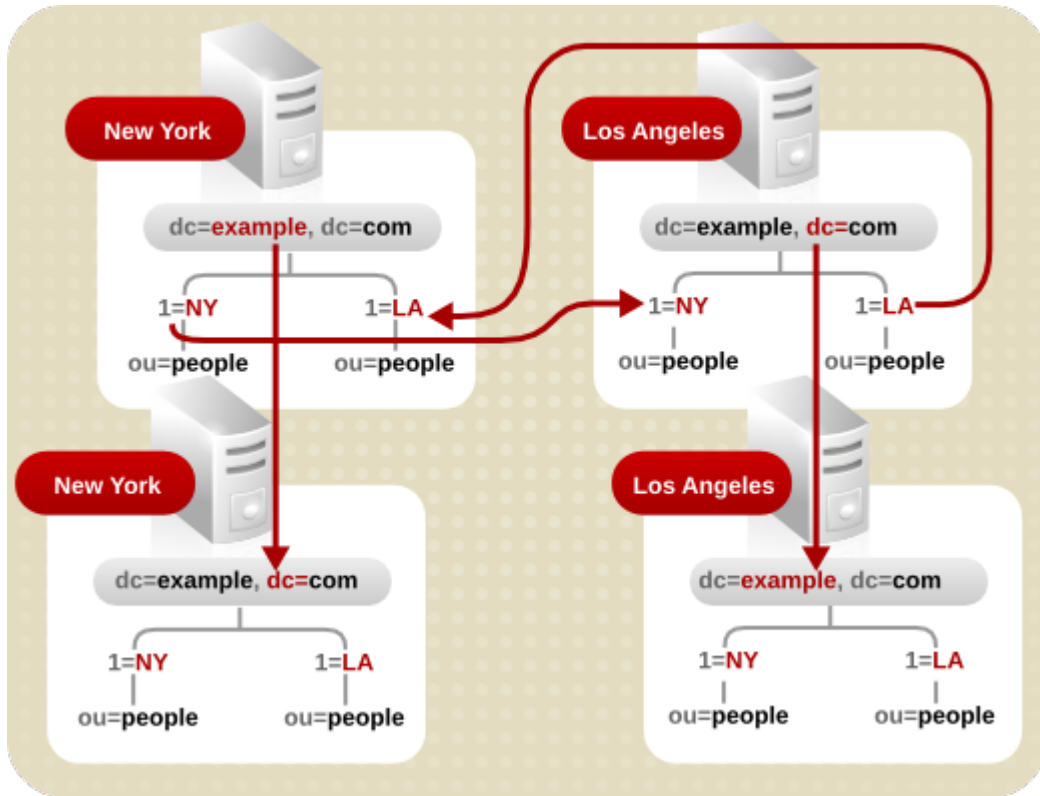 New York
dc=example, dc=com
1=NY
1=LA
ou=people
ou=people
Los Angeles
dc=example, dc=com
1=NY
1=LA
ou=people
ou=people
New York
dc=example, dc=com
1=NY
1=LA
ou=people
ou=people
Los Angeles
dc=example, dc=com
1=NY
1=LA
ou=people
ou=people